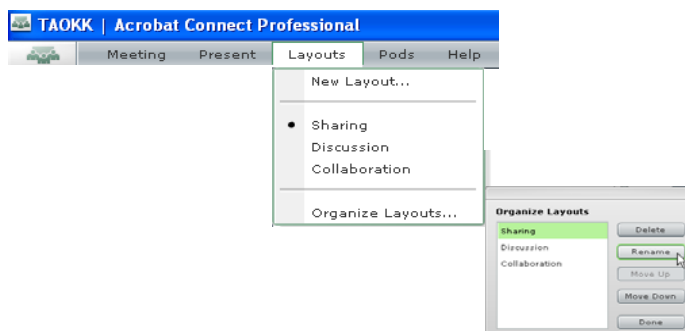 TAOKK | Acrobat Connect Professional
Meeting Present Layouts Pods Help
New Layout...
Sharing
Discussion
Collaboration
Organize Layouts...
Organize Layouts
Sharing
Discussion
Collaboration
Delete
Rename
Move Up
Move Down
Done